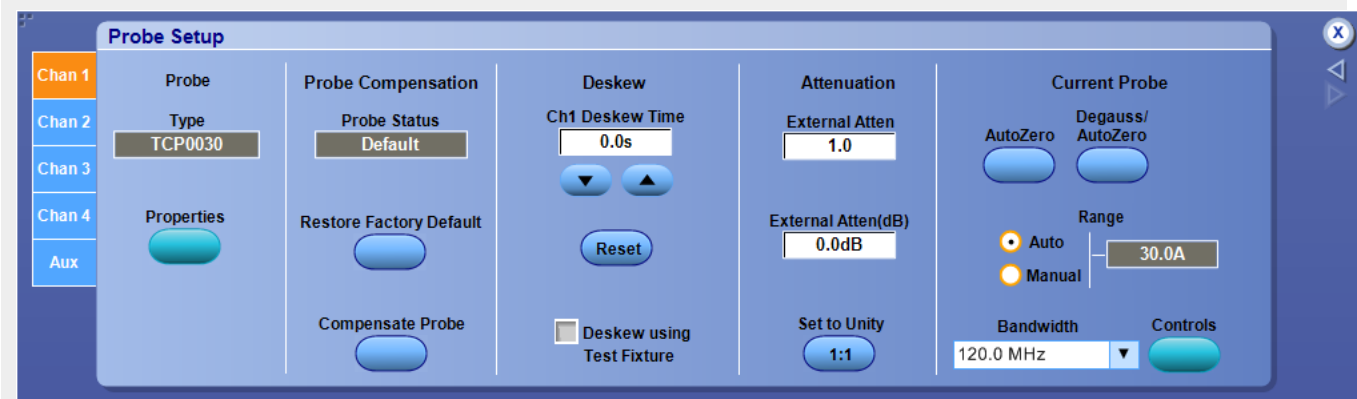 Probe Setup
X
Chan 1
Chan 2
Chan 3
Chan 4
Aux
Probe
Type
TCP0030
Properties
Probe Compensation
Probe Status
Default
Restore Factory Default
Compensate Probe
Deskew
Ch1 Deskew Time
0.0s
Reset
Deskew using
Test Fixture
Attenuation
External Atten
1.0
External Atten(dB)
0.0dB
Set to Unity
1:1
Current Probe
AutoZero
Degauss/
AutoZero
Range
Auto
Manual
30.0A
Bandwidth
120.0 MHz
Controls